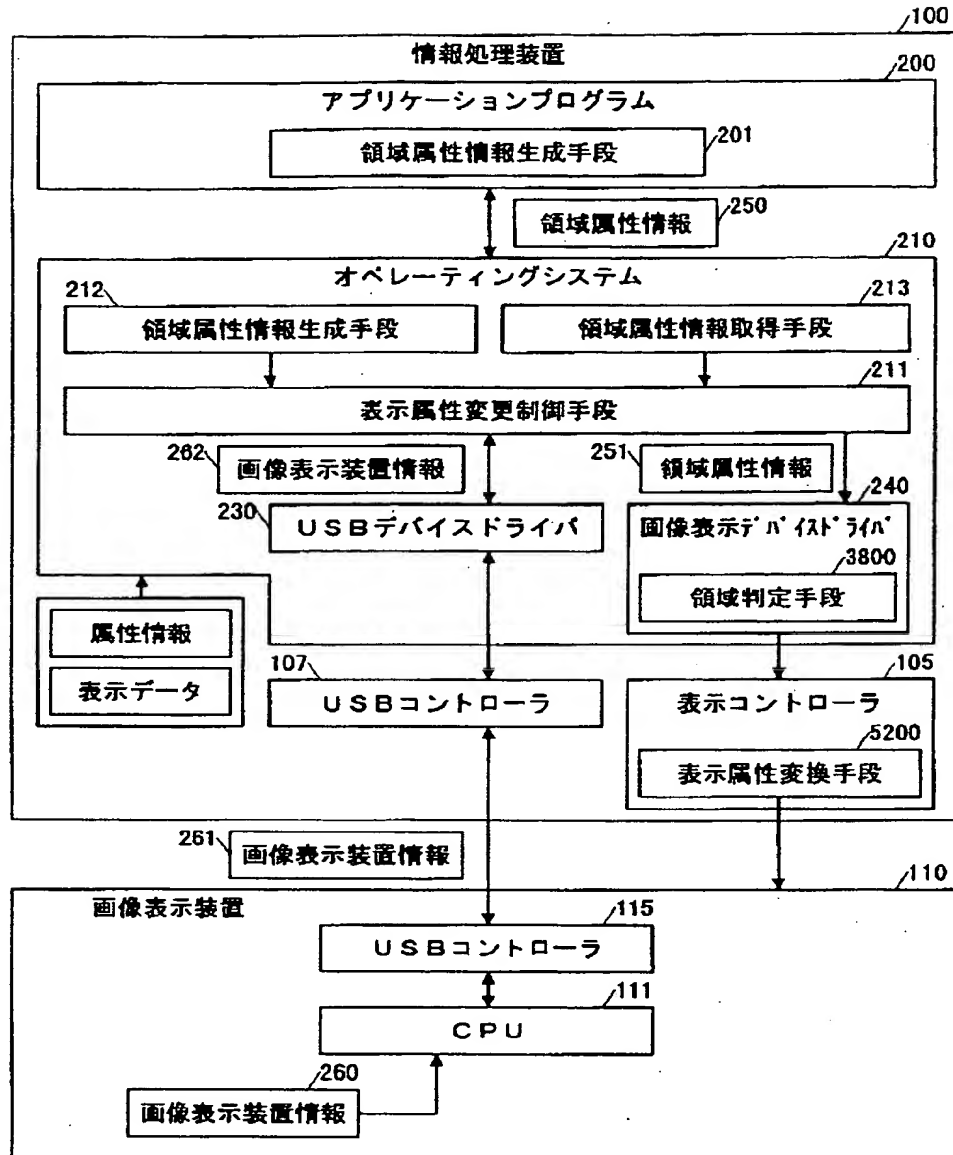 100
情報処理装置
200
アプリケーションプログラム
201
領域属性情報生成手段
250
領域属性情報
210
オペレーティングシステム
212
213
領域属性情報生成手段
領域属性情報取得手段
211
表示属性変更制御手段
262
画像表示装置情報
251
領域属性情報
240
230
USBデバイスドライバ
画像表示ﾃﾞﾊﾞｲｽﾄﾞﾗｲﾊﾞ
3800
領域判定手段
属性情報
表示データ
107
USBコントローラ
105
表示コントローラ
5200
表示属性変換手段
261
画像表示装置情報
110
画像表示装置
115
USBコントローラ
111
CPU
260
画像表示装置情報